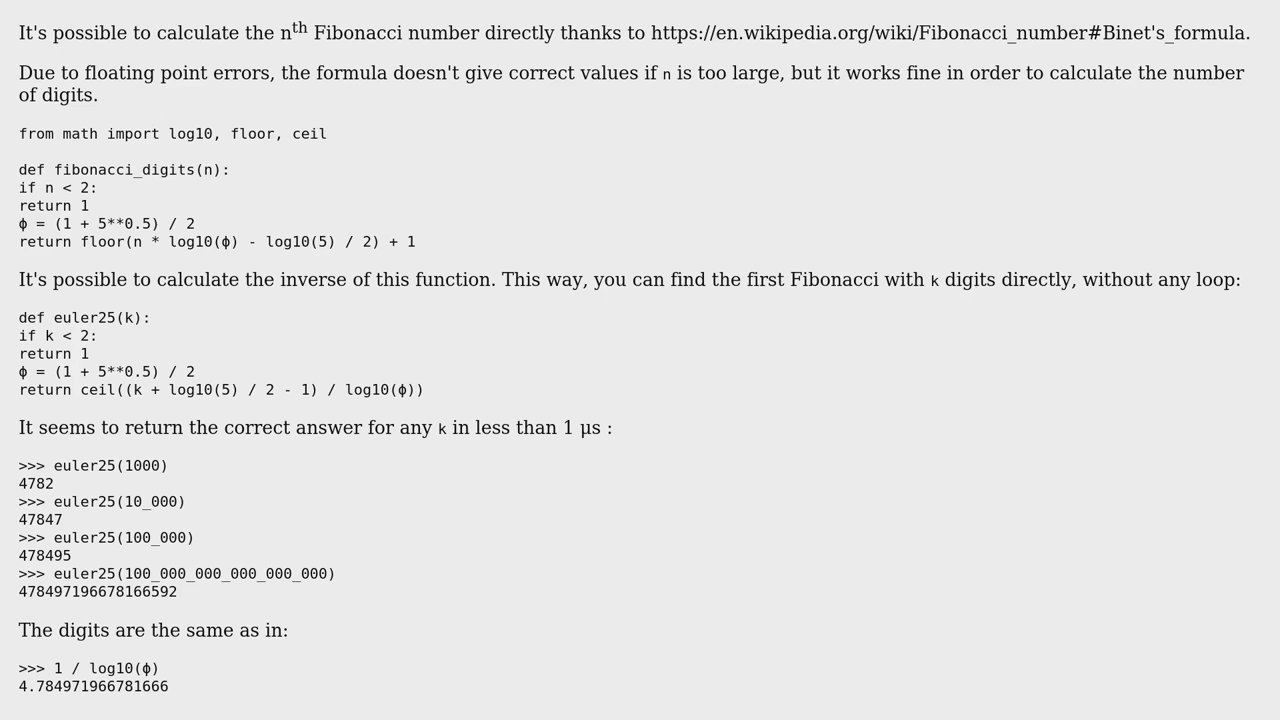 It's possible to calculate the nth Fibonacci number directly thanks to https://en.wikipedia.org/wiki/Fibonacci_number#Binet's_formula.
Due to floating point errors, the formula doesn't give correct values if n is too large, but it works fine in order to calculate the number
of digits.
from math import log10, floor, ceil
def fibonacci_digits(n):
if n < 2:
return 1
ϕ = (1 + 5**0.5) / 2
return floor(n * log10(ϕ) - log10(5) / 2) + 1
It's possible to calculate the inverse of this function. This way, you can find the first Fibonacci with k digits directly, without any loop:
def euler25(k):
if k < 2:
return 1
ϕ = (1 + 5**0.5) / 2
return ceil((k + log10(5) / 2 - 1) / log10(ϕ))
It seems to return the correct answer for any k in less than 1 µs :
>>> euler25(1000)
4782
>>> euler25(10_000)
47847
>>> euler25(100_000)
478495
>>> euler25(100_000_000_000_000_000)
478497196678166592
The digits are the same as in:
>>> 1 / log10(ϕ)
4.784971966781666